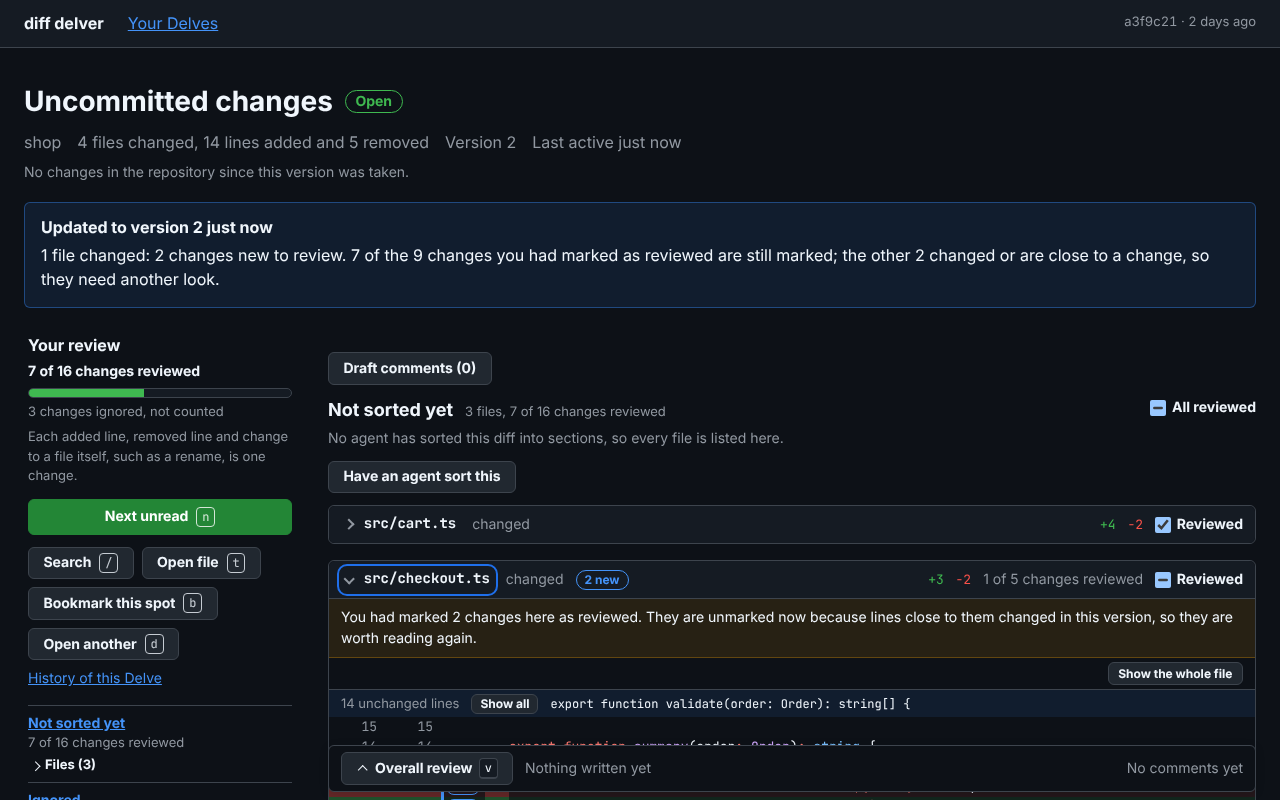 diff delver Your Delves a3f9c21 · 2 days ago
Uncommitted changes Open
shop 4 files changed, 14 lines added and 5 removed Version 2 Last active just now
No changes in the repository since this version was taken.
Updated to version 2 just now
1 file changed: 2 changes new to review. 7 of the 9 changes you had marked as reviewed are still marked; the other 2 changed or are close to a change, so
they need another look.
Your review
7 of 16 changes reviewed
3 changes ignored, not counted
Each added line, removed line and change
to a file itself, such as a rename, is one
change.
Next unread n
Search / Open file t
Bookmark this spot b
Open another d
History of this Delve
Not sorted yet
7 of 16 changes reviewed
Files (3)
Ignored
Draft comments (0)
Not sorted yet 3 files, 7 of 16 changes reviewed All reviewed
No agent has sorted this diff into sections, so every file is listed here.
Have an agent sort this
src/cart.ts changed +4 -2 Reviewed
src/checkout.ts changed 2 new +3 -2 1 of 5 changes reviewed Reviewed
You had marked 2 changes here as reviewed. They are unmarked now because lines close to them changed in this version, so they are
worth reading again.
Show the whole file
14 unchanged lines Show all export function validate(order: Order): string[] {
15 15
16 16 export function summary(order: Order): string {
Overall review v Nothing written yet No comments yet